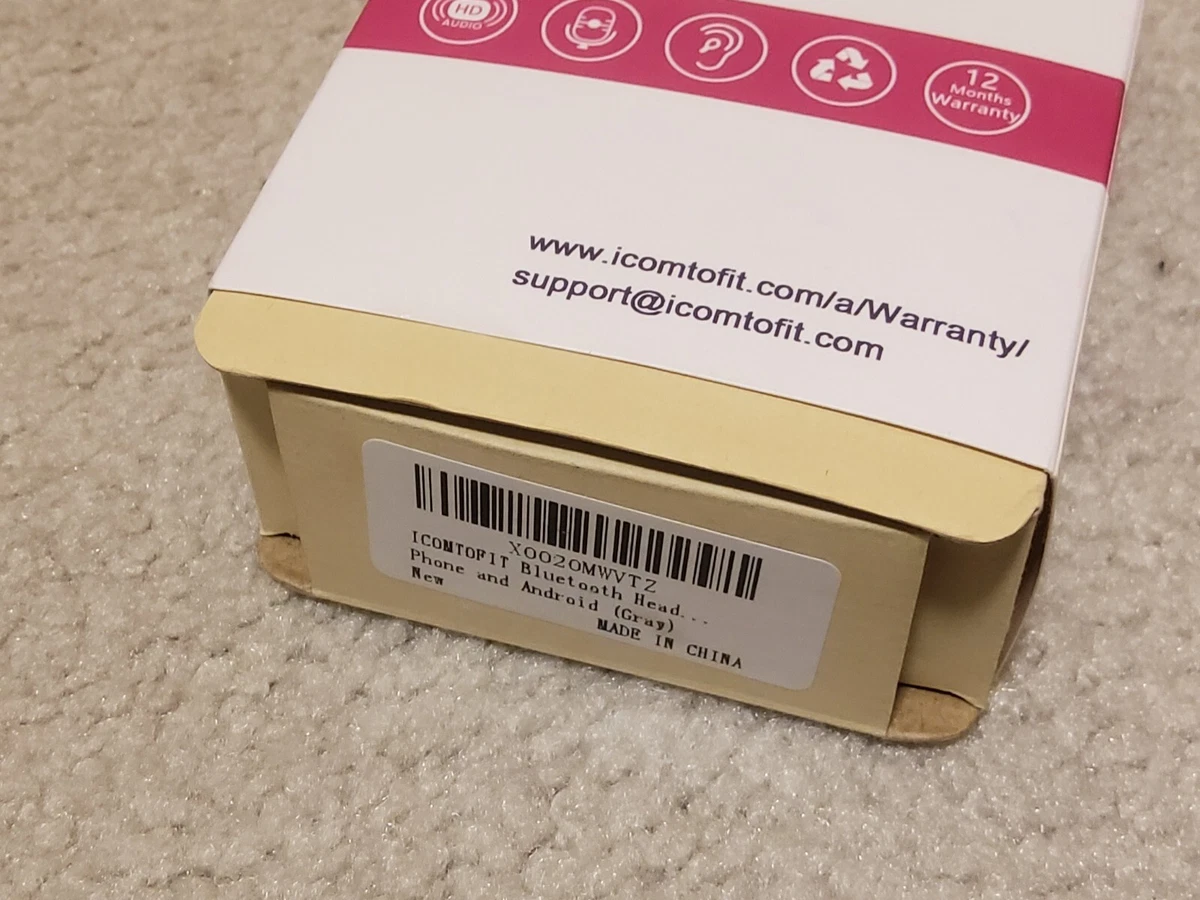 HD
AUDIO
12
Months
Warranty
www.icomtofit.com/a/Warranty/
support@icomtofit.com
X002OMWVTZ
ICOMTOFIT Bluetooth Head...
Phone and Android (Gray)
New
MADE IN CHINA